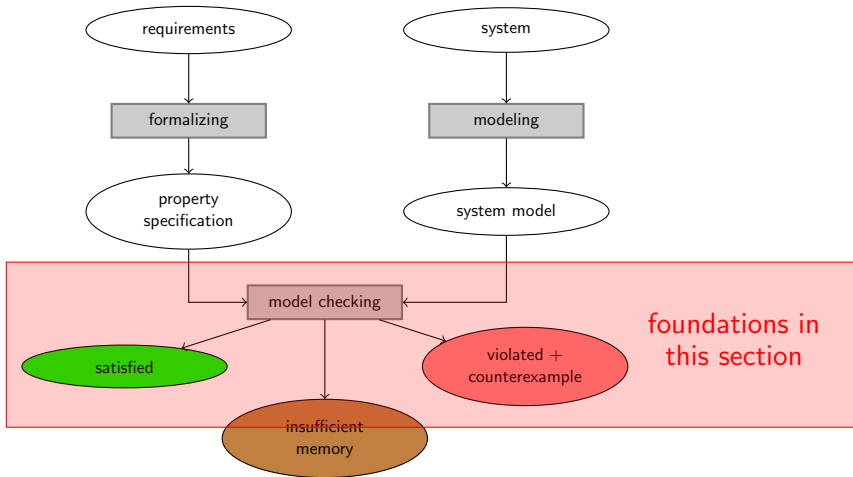 requirements
system
formalizing
modeling
property
specification
system model
model checking
foundations in
this section
satisfied
violated +
counterexample
insufficient
memory